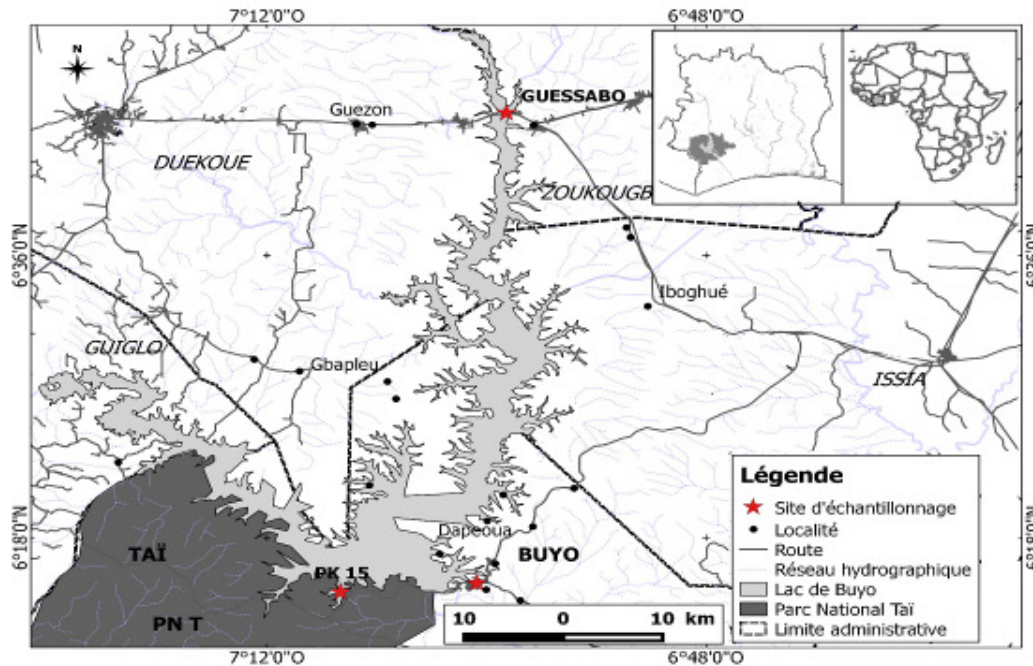 7°12'0"O
6°48'0"O
N
GUESSABO
Guezon
DUEKOUE
ZOUKOUGB
6°36'0"N
6°36'0"N
Iboghué
GUIGLO
Gbapleu
ISSIA
Légende
Site d'échantillonnage
Localité
Route
Réseau hydrographique
Lac de Buyo
Parc National Taï
Limite administrative
6°18'0"N
6°18'0"N
Dapeoua
TAÏ
BUYO
PK 15
PN T
10 0 10 km
7°12'0"O
6°48'0"O